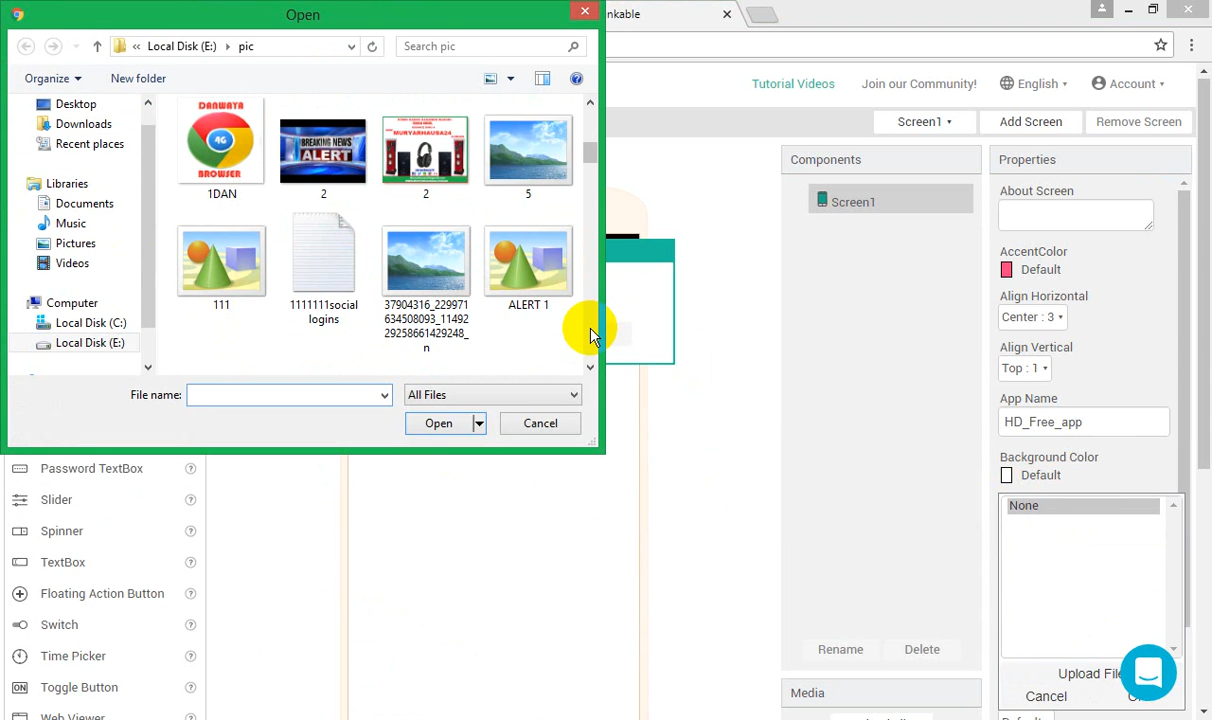 Open
nkable
Local Disk (E:)
pic
Search pic
Organize
New folder
Desktop
Downloads
Recent places
Libraries
Documents
Music
Pictures
Videos
Computer
Local Disk (C:)
Local Disk (E:)
DANWAYA
4G
BROWSER
1DAN
BREAKING NEWS
ALERT
2
MURYARHAUSA24
2
5
111
1111111social
logins
37904316_229971
634508093_11492
29258661429248_
n
ALERT 1
File name:
All Files
Open
Cancel
Tutorial Videos
Join our Community!
English
Account
Screen1
Add Screen
Remove Screen
Components
Screen1
Rename
Delete
Media
Properties
About Screen
AccentColor
Default
Align Horizontal
Center : 3
Align Vertical
Top : 1
App Name
HD_Free_app
Background Color
Default
None
Upload File
Cancel
Password TextBox
?
Slider
?
Spinner
?
TextBox
?
Floating Action Button
?
Switch
?
Time Picker
?
ON
Toggle Button
?
Web Viewer